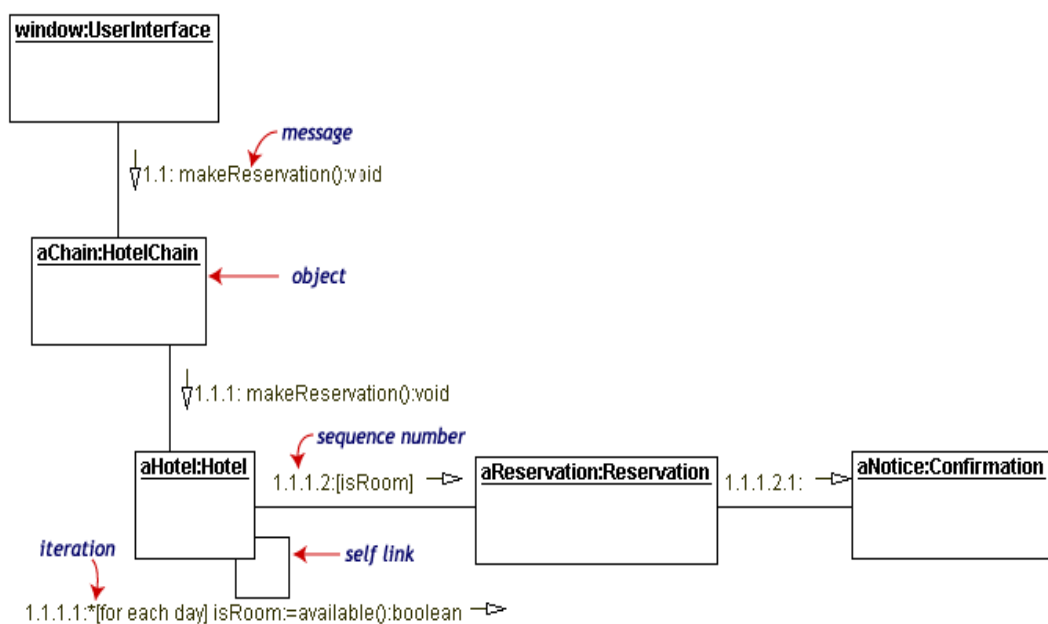 window:UserInterface
message
1.1: makeReservation():void
aChain:HotelChain
object
1.1.1: makeReservation():void
sequence number
aHotel:Hotel
1.1.1.2:[isRoom]
aReservation:Reservation
1.1.1.2.1:
aNotice:Confirmation
iteration
self link
1.1.1.1:*[for each day] isRoom:=available():boolean